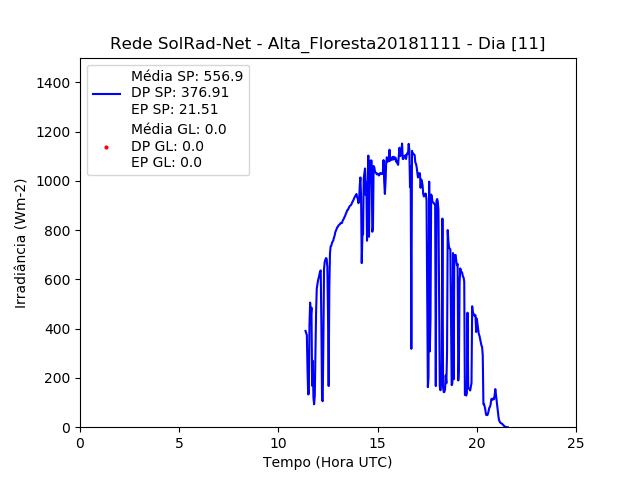 Rede SolRad-Net - Alta_Floresta20181111 - Dia [11]
Média SP: 556.9
DP SP: 376.91
EP SP: 21.51
Média GL: 0.0
DP GL: 0.0
EP GL: 0.0
Irradiância (Wm-2)
1400
1200
1000
800
600
400
200
0
0 5 10 15 20 25
Tempo (Hora UTC)